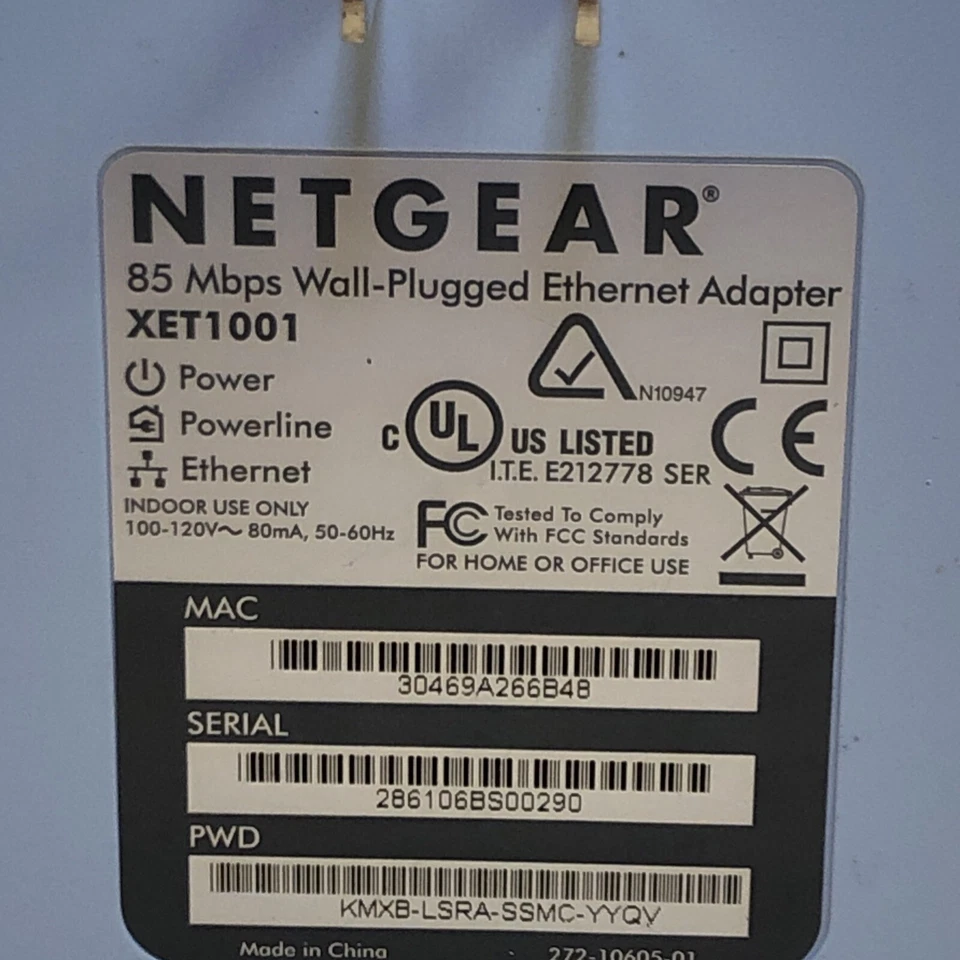 NETGEAR®
85 Mbps Wall-Plugged Ethernet Adapter
XET1001
Power
Powerline
Ethernet
INDOOR USE ONLY
100-120V~ 80mA, 50-60Hz
N10947
C UL US LISTED
I.T.E. E212778 SER
CE
FC Tested To Comply
With FCC Standards
FOR HOME OR OFFICE USE
MAC
30469A266B48
SERIAL
286106BS00290
PWD
KMXB-LSRA-SSMC-YYQV
Made in China
272-10605-01